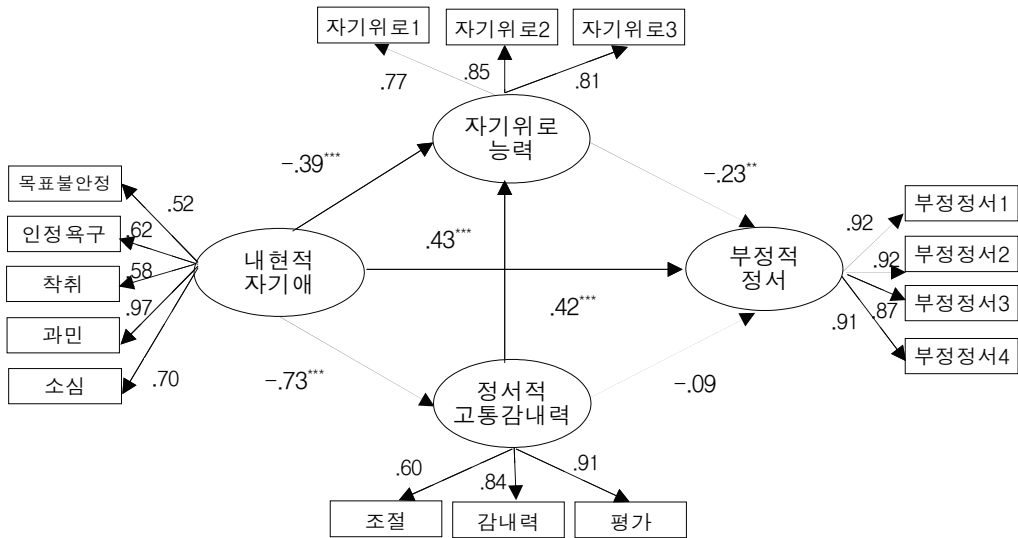 자기위로1
자기위로2
자기위로3
.77
.85
.81
자기위로
능력
-.39***
-.23**
목표불안정
.52
인정욕구
.62
착취
.58
과민
.97
소심
.70
내현적
자기애
.43***
.42***
부정적
정서
.92
부정정서1
.92
부정정서2
.87
부정정서3
.91
부정정서4
-.73***
-.09
정서적
고통감내력
.60
.84
.91
조절
감내력
평가